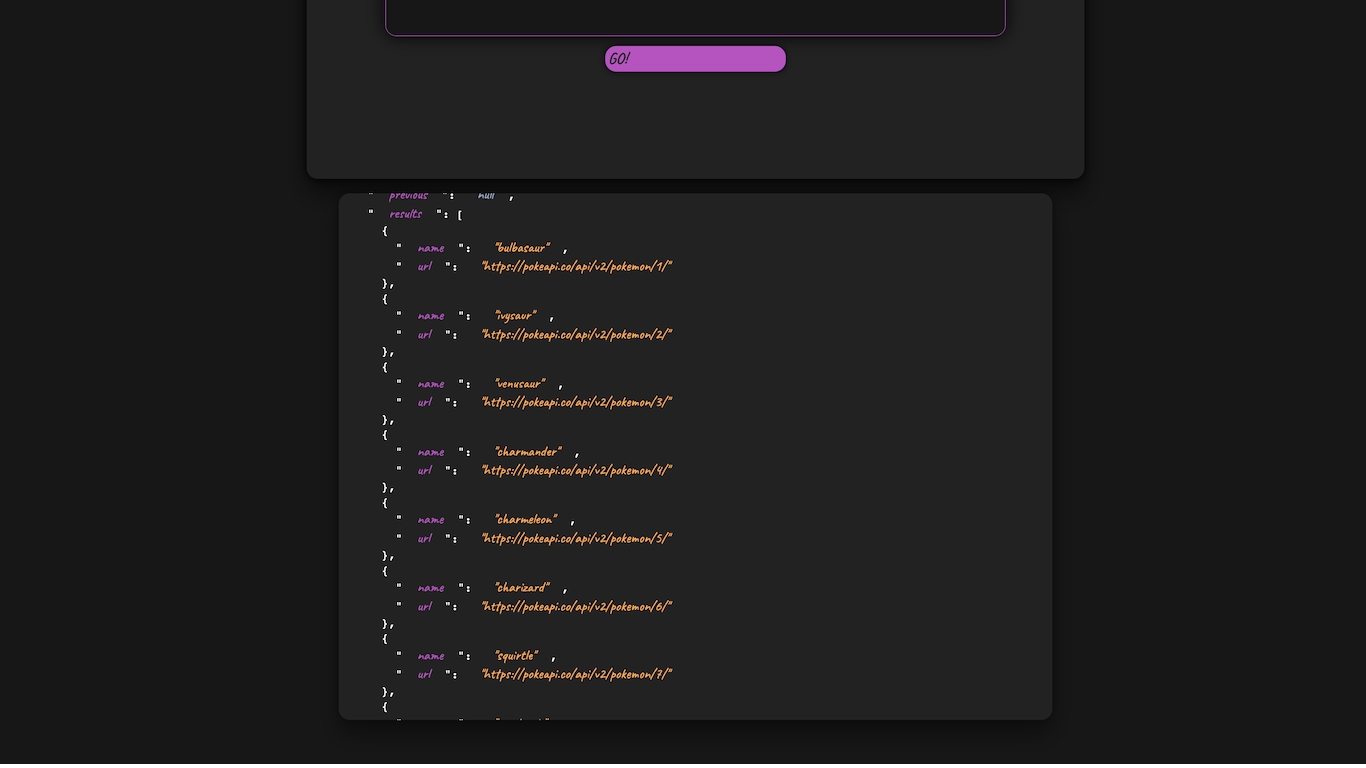 GO!
" previous ": null ,
" results ": [
{
" name ": "bulbasaur" ,
" url ": "https://pokeapi.co/api/v2/pokemon/1/"
},
{
" name ": "ivysaur" ,
" url ": "https://pokeapi.co/api/v2/pokemon/2/"
},
{
" name ": "venusaur" ,
" url ": "https://pokeapi.co/api/v2/pokemon/3/"
},
{
" name ": "charmander" ,
" url ": "https://pokeapi.co/api/v2/pokemon/4/"
},
{
" name ": "charmeleon" ,
" url ": "https://pokeapi.co/api/v2/pokemon/5/"
},
{
" name ": "charizard" ,
" url ": "https://pokeapi.co/api/v2/pokemon/6/"
},
{
" name ": "squirtle" ,
" url ": "https://pokeapi.co/api/v2/pokemon/7/"
},
{